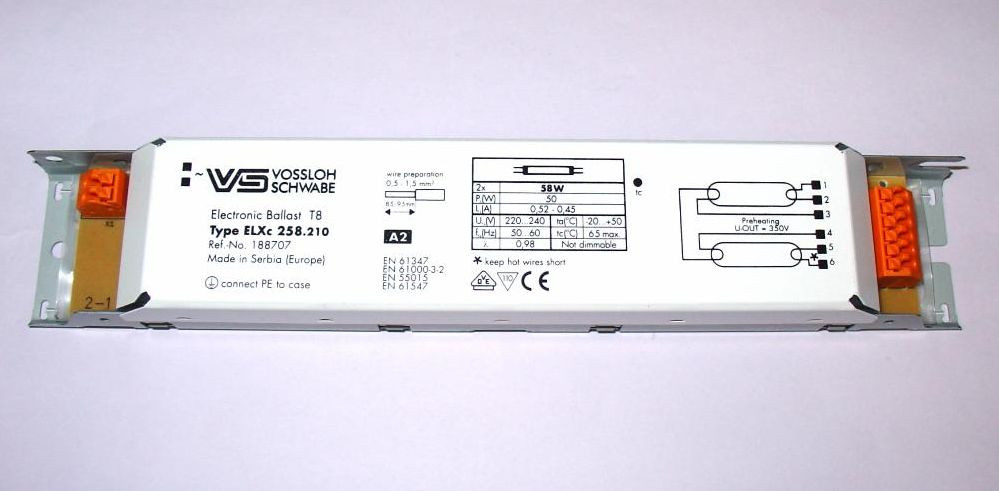 VS VOSSLOH
SCHWABE
Electronic Ballast T8
Type ELXc 258.210
Ref.-No. 188707
Made in Serbia (Europe)
connect PE to case
2-1
wire preparation
0,5 - 1,5 mm²
8.5-9.5mm
A2
EN 61347
EN 61000-3-2
EN 55015
EN 61547
2x 58W
50
0,52 - 0,45
220...240 ta(°C) -20...+50
50...60 tc(°C) 65 max.
λ 0,98 Not dimmable
* keep hot wires short
VDE 110 CE
tc
1
2
3
Preheating
U-OUT = 350V
4
5
* 6